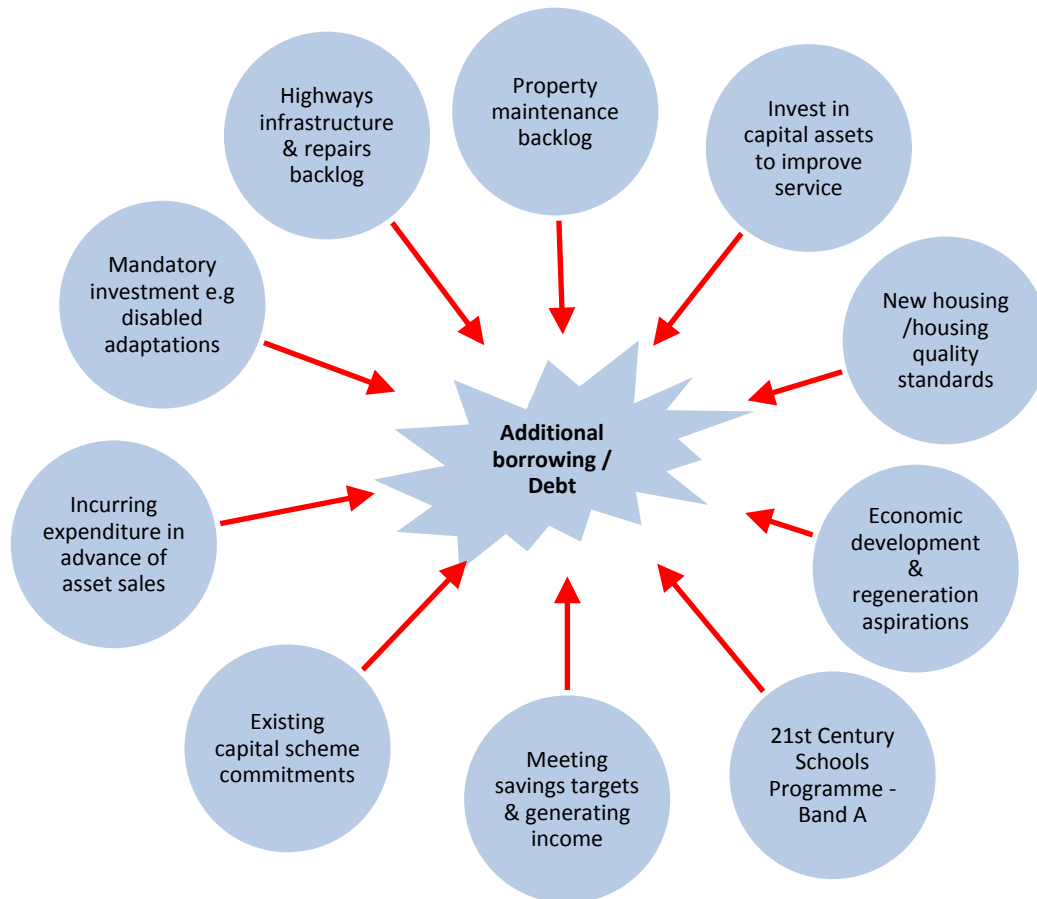 Highways
infrastructure
& repairs
backlog
Property
maintenance
backlog
Invest in
capital assets
to improve
service
Mandatory
investment e.g
disabled
adaptations
New housing
/housing
quality
standards
Additional
borrowing /
Debt
Incurring
expenditure in
advance of
asset sales
Economic
development
&
regeneration
aspirations
Existing
capital scheme
commitments
Meeting
savings targets
& generating
income
21st Century
Schools
Programme -
Band A